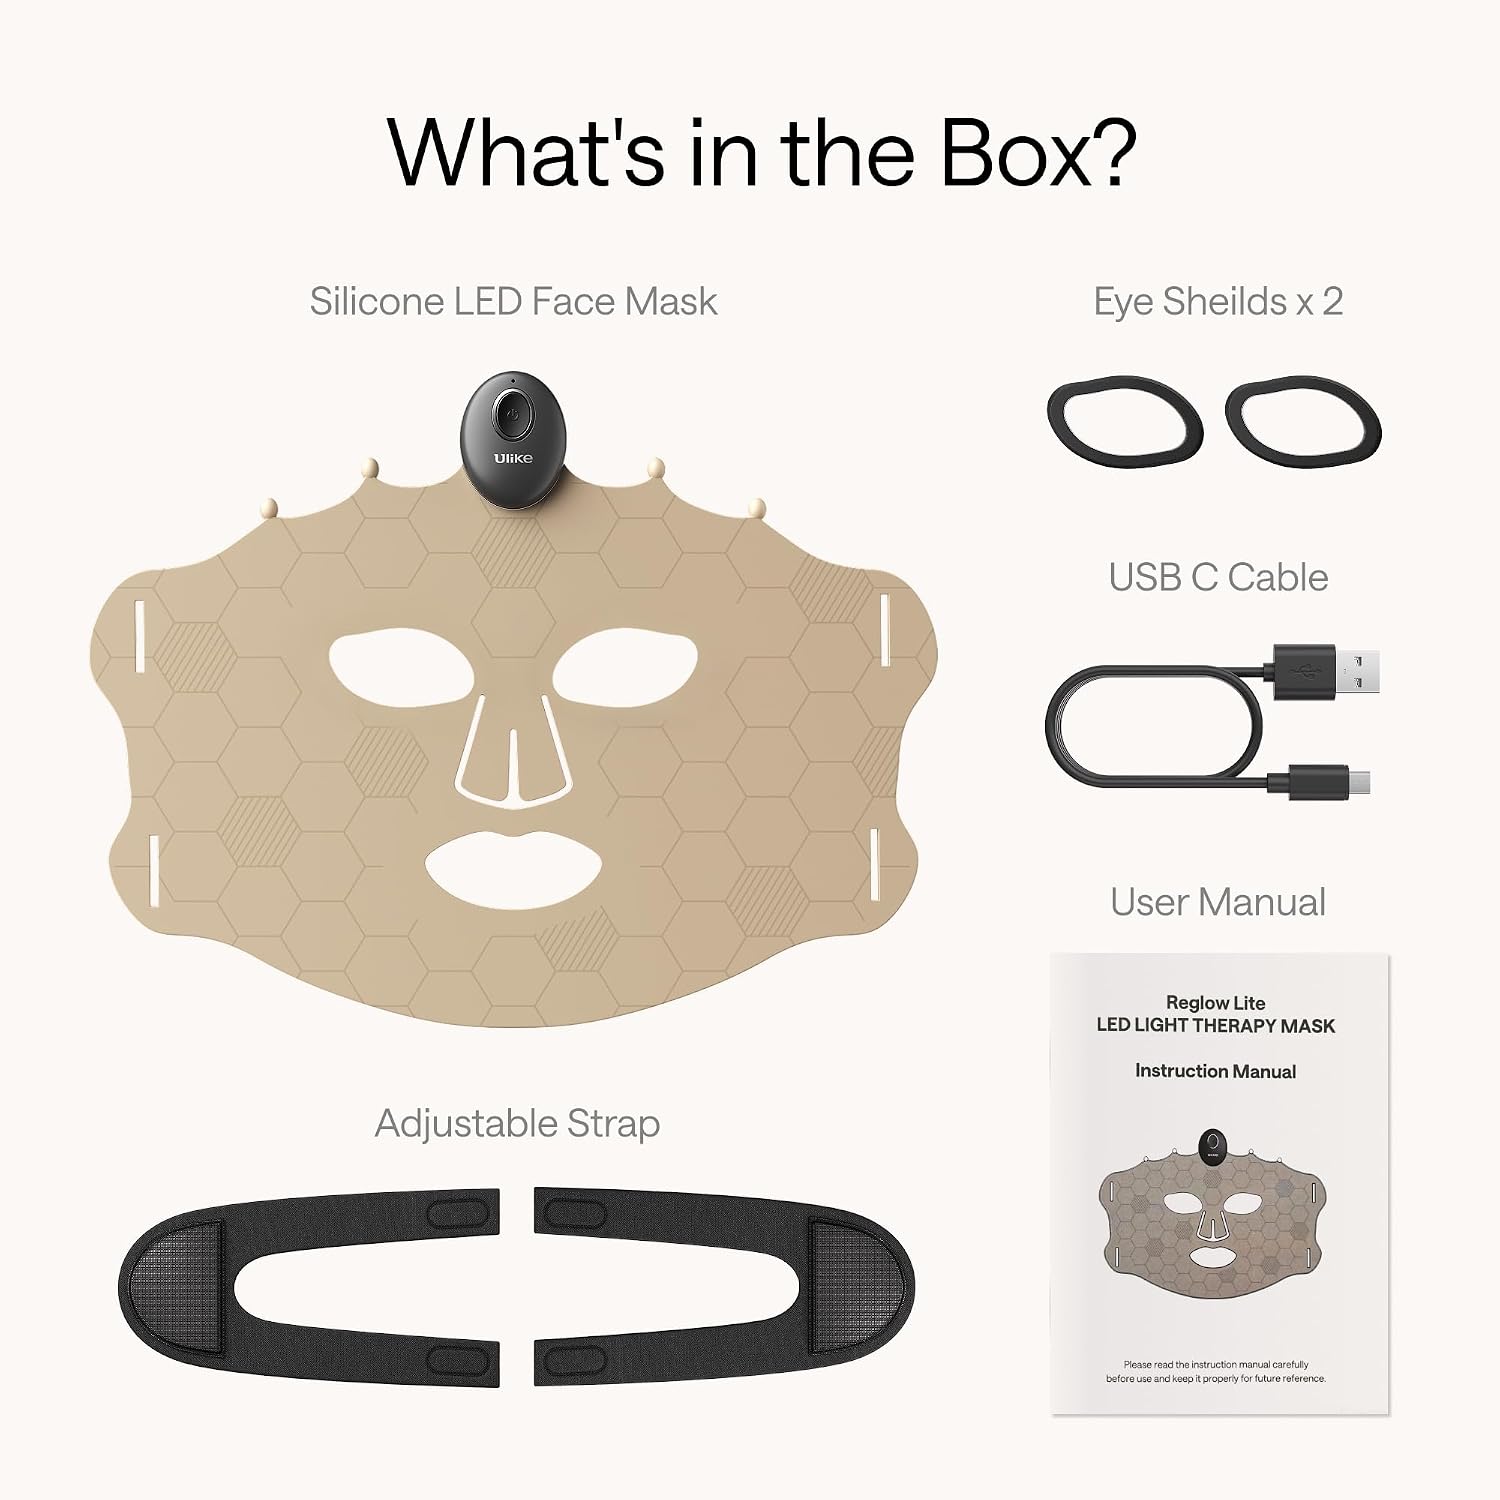 What's in the Box?
Silicone LED Face Mask
Eye Sheilds x 2
Ulike
USB C Cable
User Manual
Reglow Lite
LED LIGHT THERAPY MASK
Instruction Manual
Adjustable Strap
Please read the instruction manual carefully
before use and keep it properly for future reference.